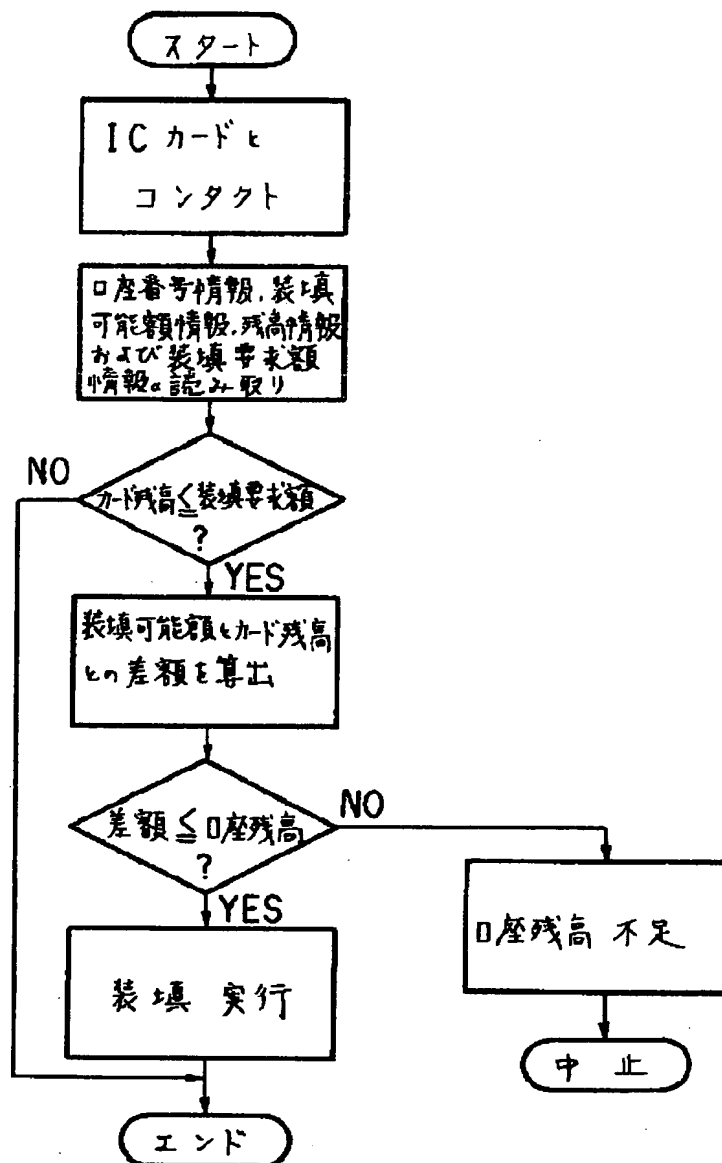 スタート
ICカードと
コンタクト
口座番号情報、装填
可能額情報、残高情報
および装填要求額
情報の読み取り
NO
カード残高≦装填要求額
?
YES
装填可能額とカード残高
との差額を算出
差額≦口座残高
?
NO
YES
口座残高 不足
装填 実行
中止
エンド